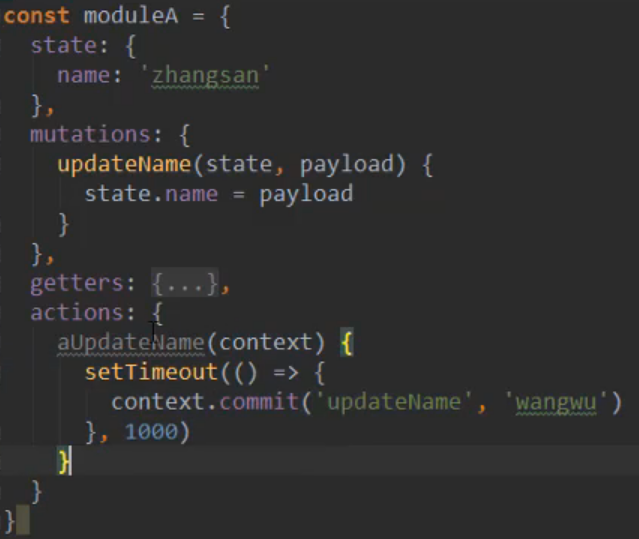 const moduleA = {
  state: {
    name: 'zhangsan'
  },
  mutations: {
    updateName(state, payload) {
      state.name = payload
    }
  },
  getters: {...},
  actions: {
    aUpdateName(context) {
      setTimeout(() => {
        context.commit('updateName', 'wangwu')
      }, 1000)
    }
  }
}